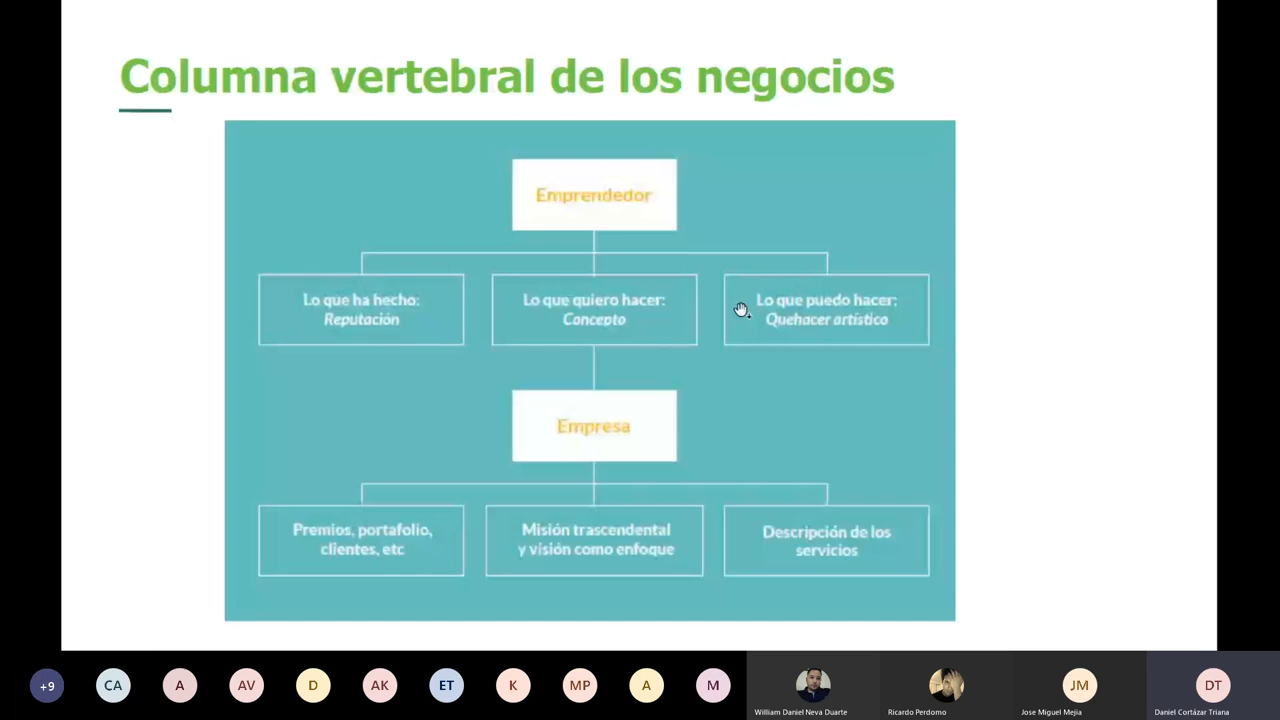 Columna vertebral de los negocios
Emprendedor
Lo que ha hecho:
Reputación
Lo que quiero hacer:
Concepto
Lo que puedo hacer:
Quehacer artístico
Empresa
Premios, portafolio,
clientes, etc
Misión trascendental
y visión como enfoque
Descripción de los
servicios
+9
CA
A
AV
D
AK
ET
K
MP
A
M
JM
DT
William Daniel Neva Duarte
Ricardo Perdomo
Jose Miguel Mejia
Daniel Cortázar Triana